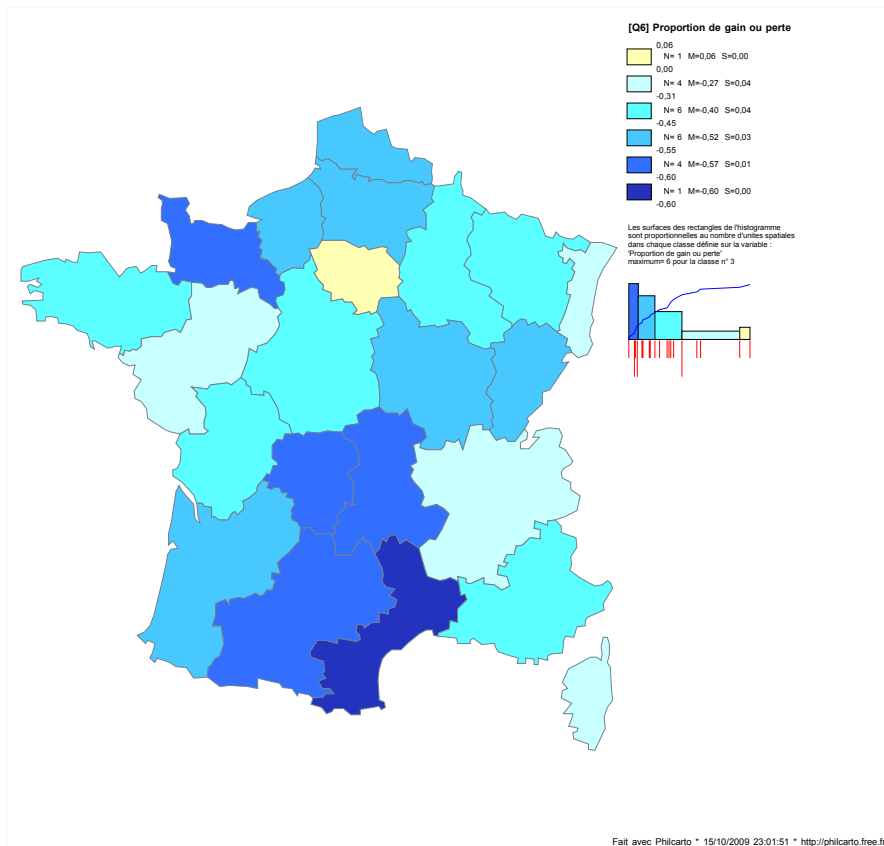 [Q6] Proportion de gain ou perte
0,06
N= 1 M=0,06 S=0,00
0,00
N= 4 M=-0,27 S=0,04
-0,31
N= 6 M=-0,40 S=0,04
-0,45
N= 6 M=-0,52 S=0,03
-0,55
N= 4 M=-0,57 S=0,01
-0,60
N= 1 M=-0,60 S=0,00
-0,60
Les surfaces des rectangles de l'histogramme
sont proportionnelles au nombre d'unites spatiales
dans chaque classe définie sur la variable :
'Proportion de gain ou perte'
maximum= 6 pour la classe n° 3
Fait avec Philcarto * 15/10/2009 23:01:51 * http://philcarto.free.fr